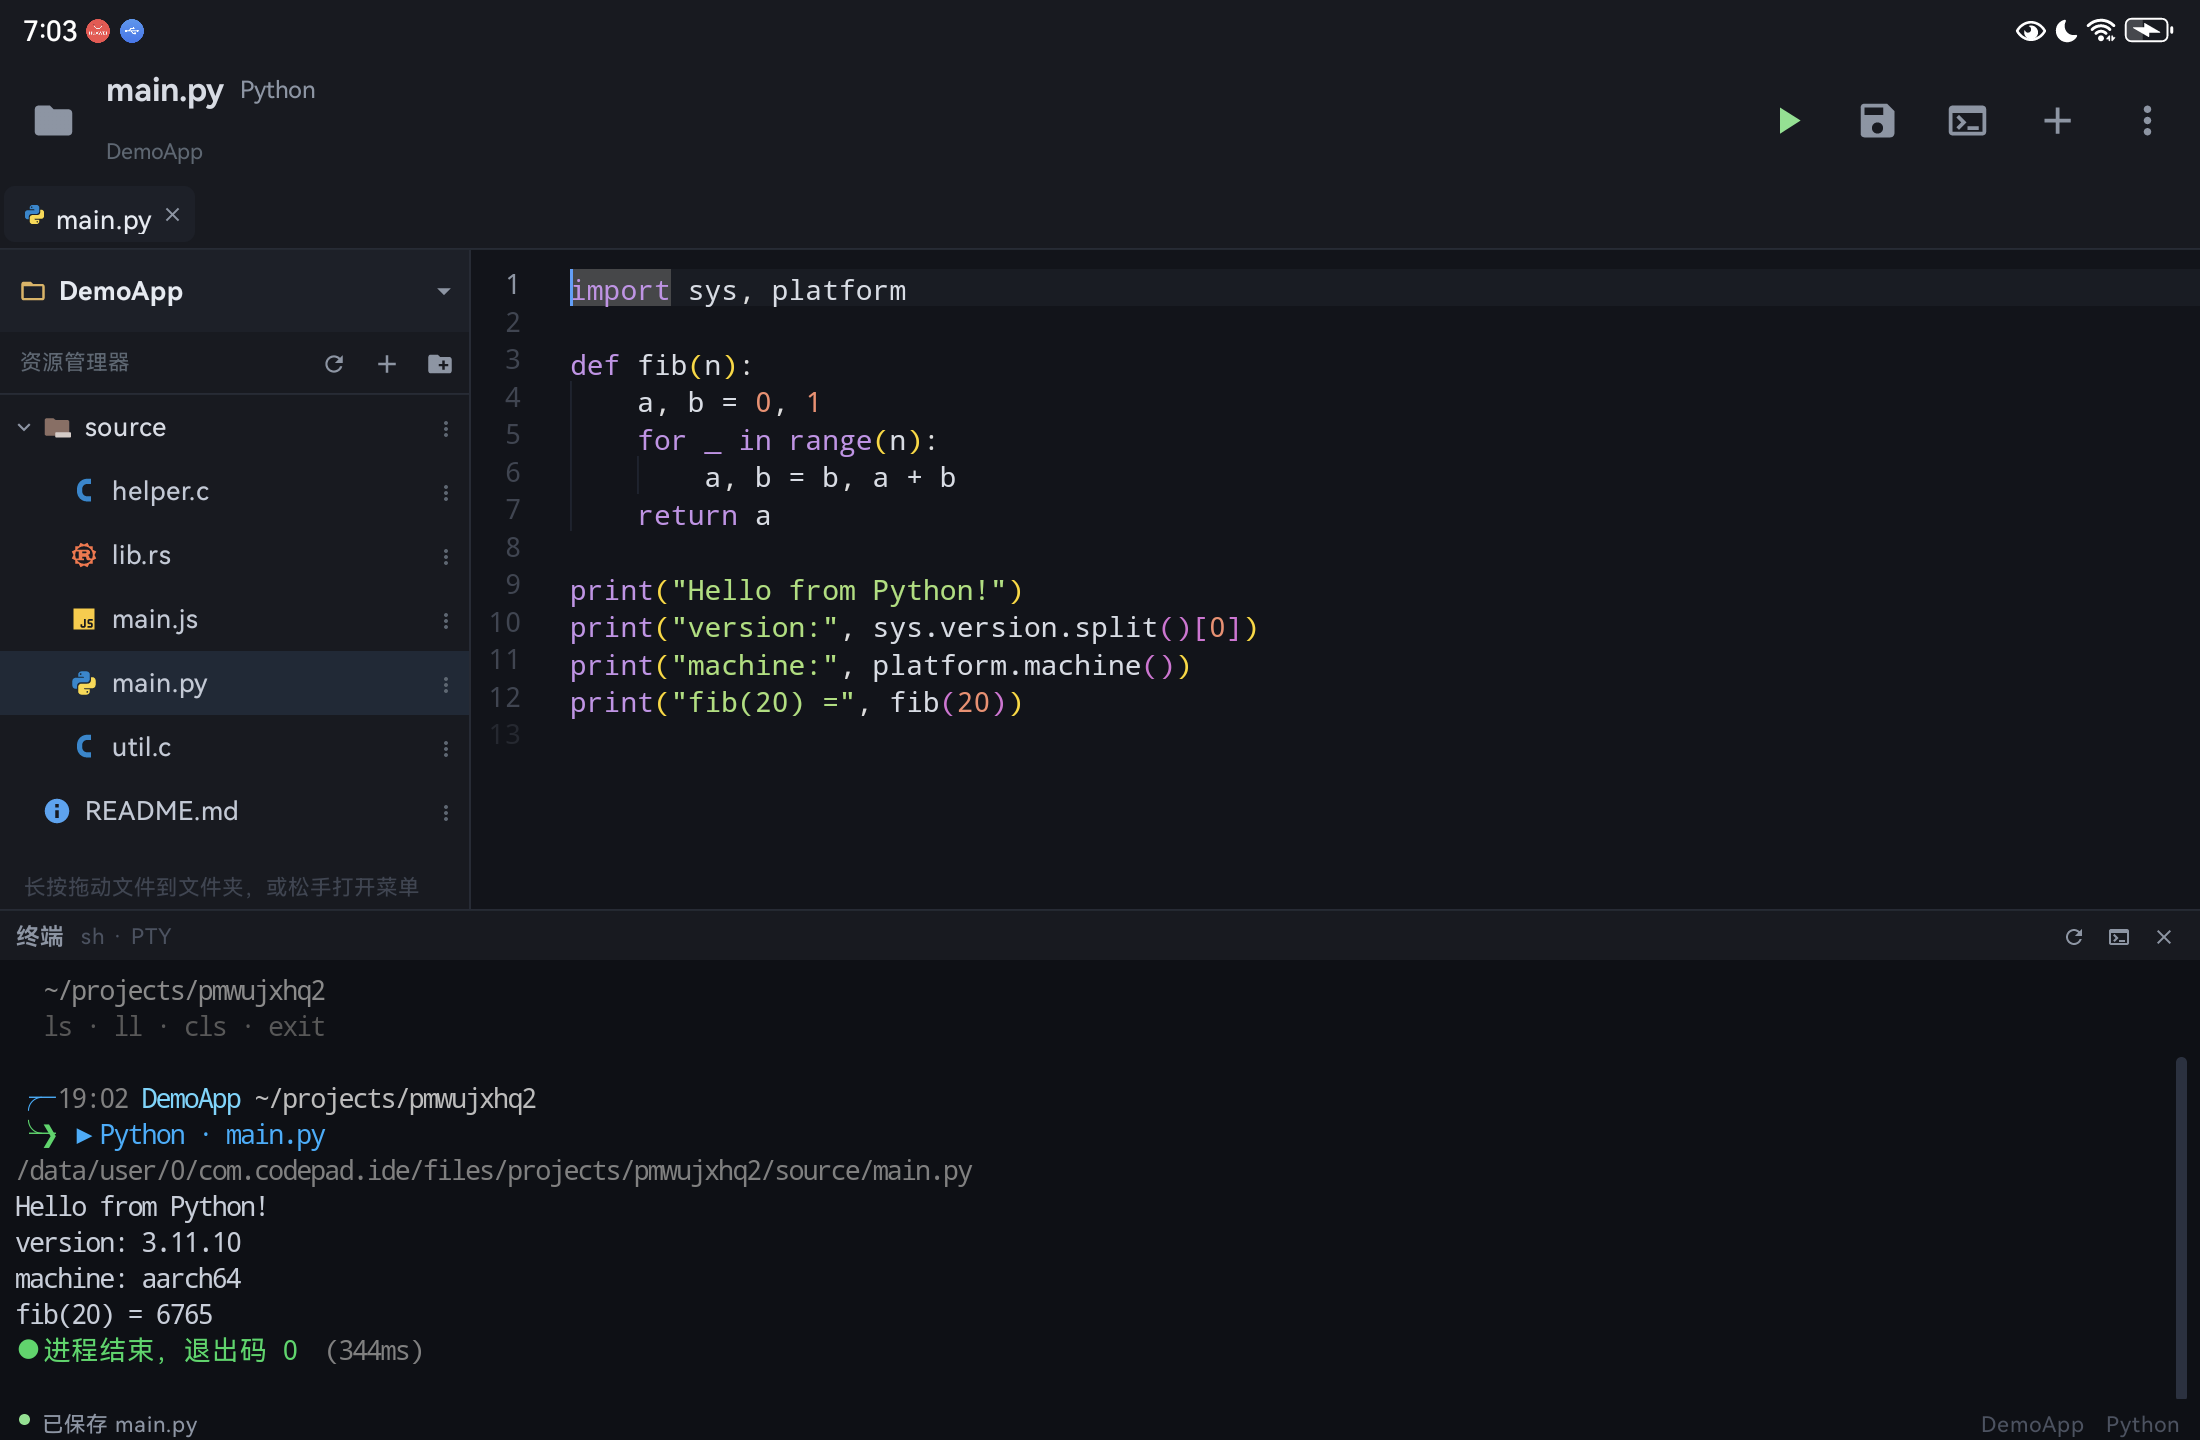 7:03
main.py Python
DemoApp
main.py
DemoApp
资源管理器
source
helper.c
lib.rs
main.js
main.py
util.c
README.md
长按拖动文件到文件夹，或松手打开菜单
1 import sys, platform
2
3 def fib(n):
4     a, b = 0, 1
5     for _ in range(n):
6         a, b = b, a + b
7     return a
8
9 print("Hello from Python!")
10 print("version:", sys.version.split()[0])
11 print("machine:", platform.machine())
12 print("fib(20) =", fib(20))
13
终端 sh · PTY
~/projects/pmwujxhq2
ls · ll · cls · exit
19:02 DemoApp ~/projects/pmwujxhq2
❯ ▶ Python · main.py
/data/user/0/com.codepad.ide/files/projects/pmwujxhq2/source/main.py
Hello from Python!
version: 3.11.10
machine: aarch64
fib(20) = 6765
进程结束，退出码 0 (344ms)
已保存 main.py
DemoApp Python